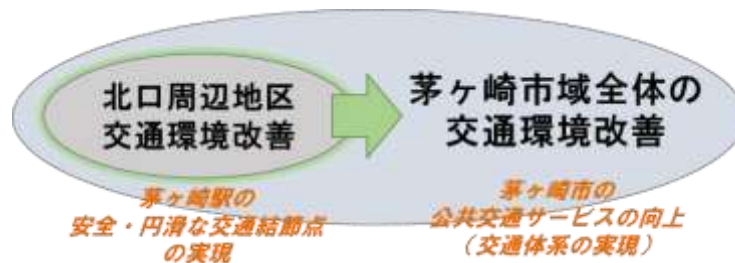 北口周辺地区
交通環境改善
茅ヶ崎市域全体の
交通環境改善
茅ヶ崎駅の
安全・円滑な交通結節点
の実現
茅ヶ崎市の
公共交通サービスの向上
（交通体系の実現）